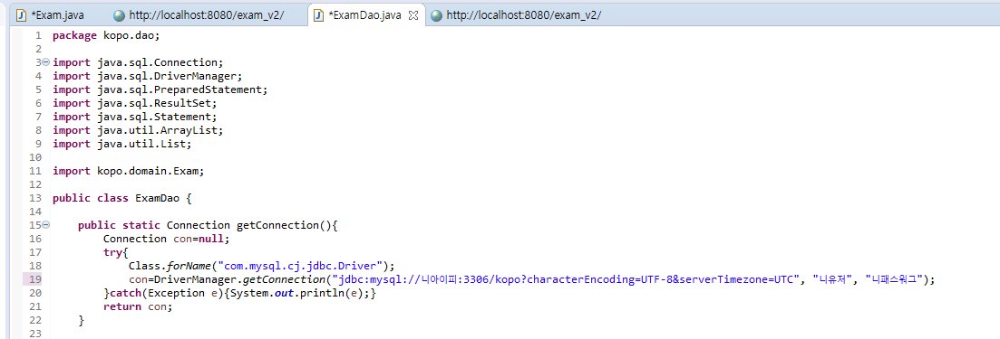 *Exam.java http://localhost:8080/exam_v2/ *ExamDao.java http://localhost:8080/exam_v2/
1 package kopo.dao;
2
3 import java.sql.Connection;
4 import java.sql.DriverManager;
5 import java.sql.PreparedStatement;
6 import java.sql.ResultSet;
7 import java.sql.Statement;
8 import java.util.ArrayList;
9 import java.util.List;
10
11 import kopo.domain.Exam;
12
13 public class ExamDao {
14
15 public static Connection getConnection(){
16 Connection con=null;
17 try{
18 Class.forName("com.mysql.cj.jdbc.Driver");
19 con=DriverManager.getConnection("jdbc:mysql://니아이피:3306/kopo?characterEncoding=UTF-8&serverTimezone=UTC", "니유저", "니패스워그");
20 }catch(Exception e){System.out.println(e);}
21 return con;
22 }
23